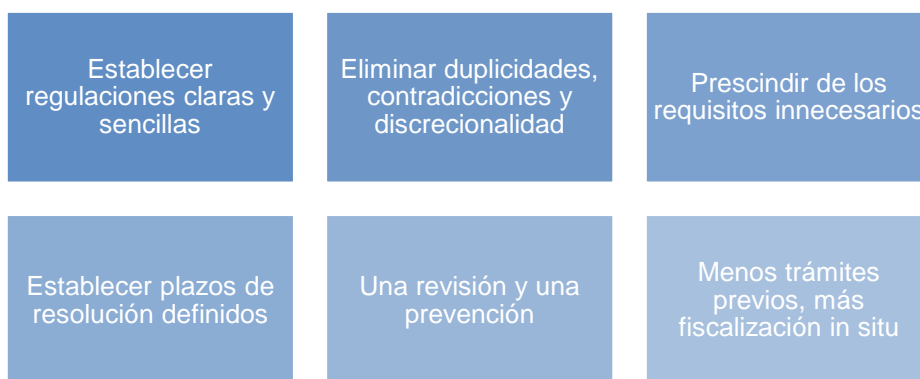 Establecer
regulaciones claras y
sencillas
Eliminar duplicidades,
contradicciones y
discrecionalidad
Prescindir de los
requisitos innecesarios
Establecer plazos de
resolución definidos
Una revisión y una
prevención
Menos trámites
previos, más
fiscalización in situ